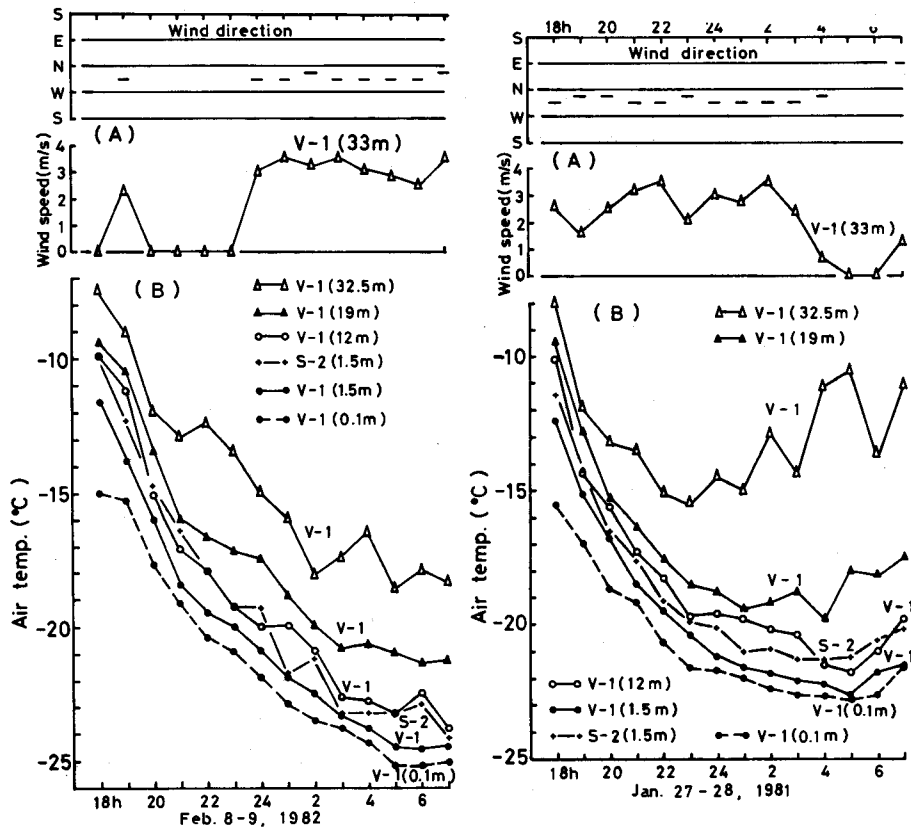 S
E
N
W
S
Wind direction
(A)
V-1(33m)
Wind speed(m/s)
4
3
2
1
0
(B)
V-1(32.5m)
V-1(19m)
V-1(12m)
S-2(1.5m)
V-1(1.5m)
V-1(0.1m)
Air temp. (°C)
-10
-15
-20
-25
V-1
V-1
V-1
S-2
V-1
V-1(0.1m)
18h 20 22 24 2 4 6
Feb. 8-9, 1982
18h 20 22 24 2 4 6
S
E
N
W
S
Wind direction
(A)
V-1(33m)
Wind speed(m/s)
4
3
2
1
0
(B)
V-1(32.5m)
V-1(19m)
Air temp. (°C)
-10
-15
-20
-25
V-1
V-1
V-1
S-2
V-1
V-1(0.1m)
V-1(12m)
V-1(1.5m)
S-2(1.5m)
V-1(0.1m)
18h 20 22 24 2 4 6
Jan. 27-28, 1981